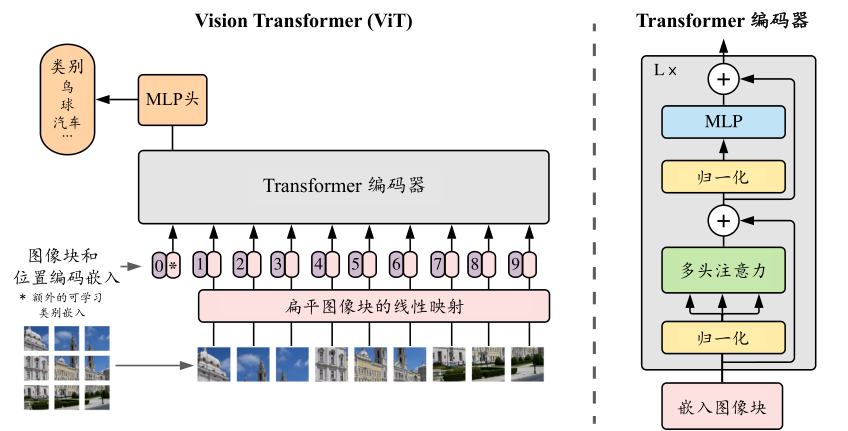 Vision Transformer (ViT)
类别
鸟
球
汽车
...
MLP头
Transformer 编码器
图像块和
位置编码嵌入
* 额外的可学习
类别嵌入
0 * 1 2 3 4 5 6 7 8 9
扁平图像块的线性映射
Transformer 编码器
L x
+
MLP
归一化
+
多头注意力
归一化
嵌入图像块